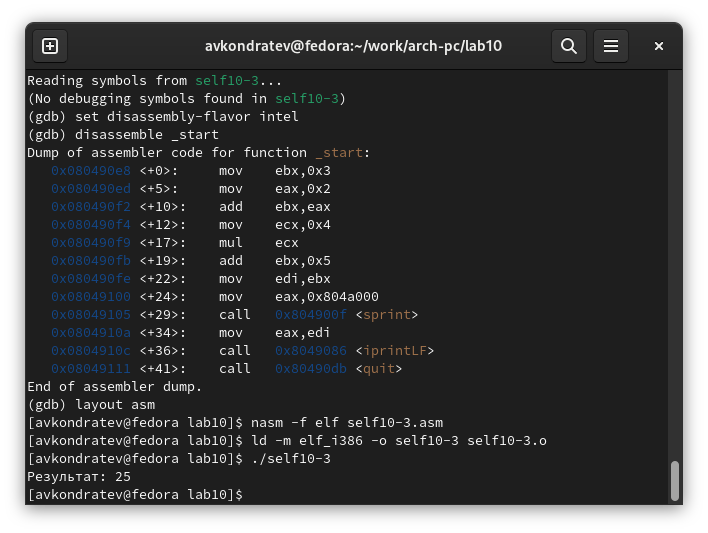 avkondratev@fedora:~/work/arch-pc/lab10
Reading symbols from self10-3...
(No debugging symbols found in self10-3)
(gdb) set disassembly-flavor intel
(gdb) disassemble _start
Dump of assembler code for function _start:
   0x080490e8 <+0>:     mov    ebx,0x3
   0x080490ed <+5>:     mov    eax,0x2
   0x080490f2 <+10>:    add    ebx,eax
   0x080490f4 <+12>:    mov    ecx,0x4
   0x080490f9 <+17>:    mul    ecx
   0x080490fb <+19>:    add    ebx,0x5
   0x080490fe <+22>:    mov    edi,ebx
   0x08049100 <+24>:    mov    eax,0x804a000
   0x08049105 <+29>:    call   0x804900f <sprint>
   0x0804910a <+34>:    mov    eax,edi
   0x0804910c <+36>:    call   0x8049086 <iprintLF>
   0x08049111 <+41>:    call   0x80490db <quit>
End of assembler dump.
(gdb) layout asm
[avkondratev@fedora lab10]$ nasm -f elf self10-3.asm
[avkondratev@fedora lab10]$ ld -m elf_i386 -o self10-3 self10-3.o
[avkondratev@fedora lab10]$ ./self10-3
Результат: 25
[avkondratev@fedora lab10]$